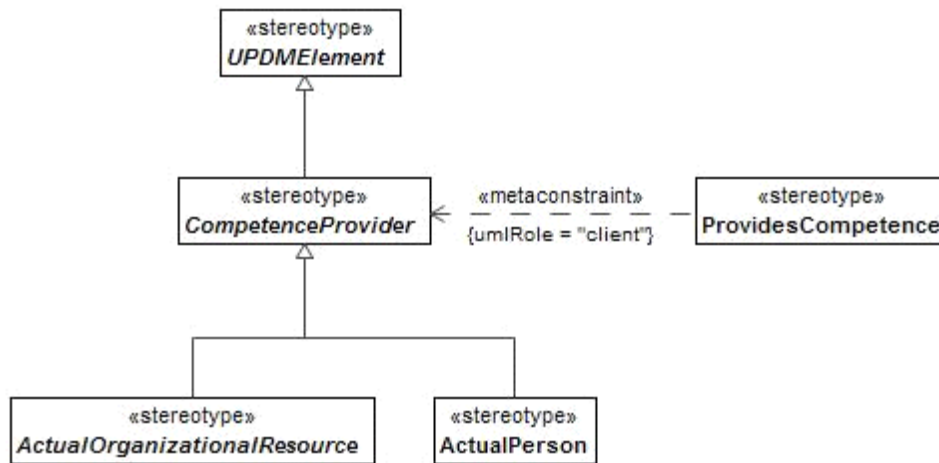 «stereotype»
UPDMElement
«stereotype»
CompetenceProvider
«metaconstraint»
{umlRole = "client"}
«stereotype»
ProvidesCompetence
«stereotype»
ActualOrganizationalResource
«stereotype»
ActualPerson